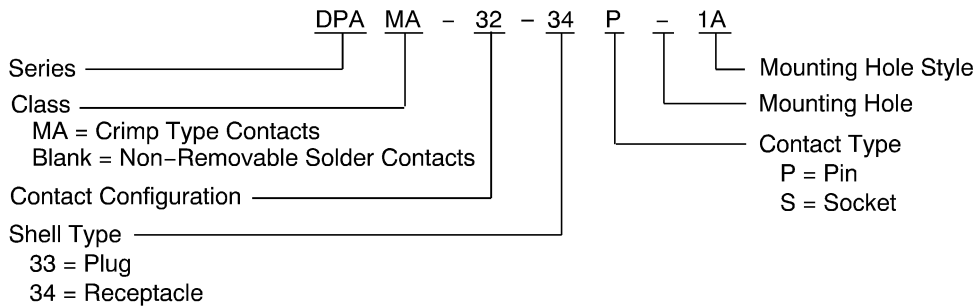 DPA MA - 32 - 34 P - 1A
Series
Class
MA = Crimp Type Contacts
Blank = Non-Removable Solder Contacts
Contact Configuration
Shell Type
33 = Plug
34 = Receptacle
Mounting Hole Style
Mounting Hole
Contact Type
P = Pin
S = Socket